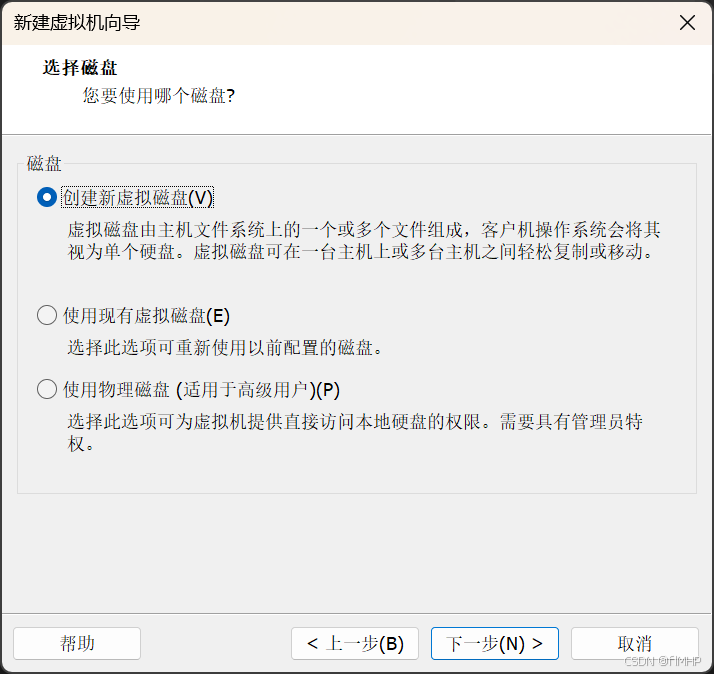 新建虚拟机向导
选择磁盘
您要使用哪个磁盘?
磁盘
创建新虚拟磁盘(V)
虚拟磁盘由主机文件系统上的一个或多个文件组成，客户机操作系统会将其
视为单个硬盘。虚拟磁盘可在一台主机上或多台主机之间轻松复制或移动。
使用现有虚拟磁盘(E)
选择此选项可重新使用以前配置的磁盘。
使用物理磁盘 (适用于高级用户)(P)
选择此选项可为虚拟机提供直接访问本地硬盘的权限。需要具有管理员特
权。
帮助
< 上一步(B)
下一步(N) >
取消
CSDN @fIMHP